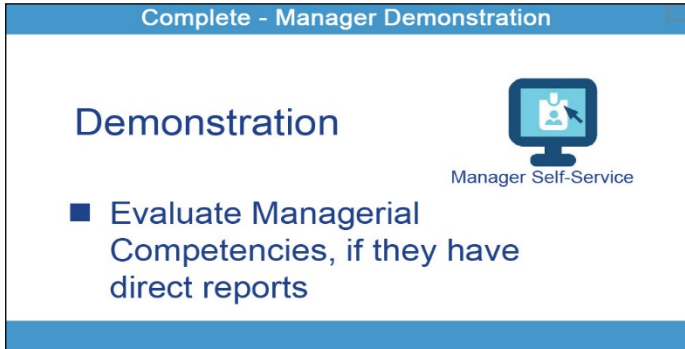 Complete - Manager Demonstration
Demonstration
Manager Self-Service
Evaluate Managerial
Competencies, if they have
direct reports